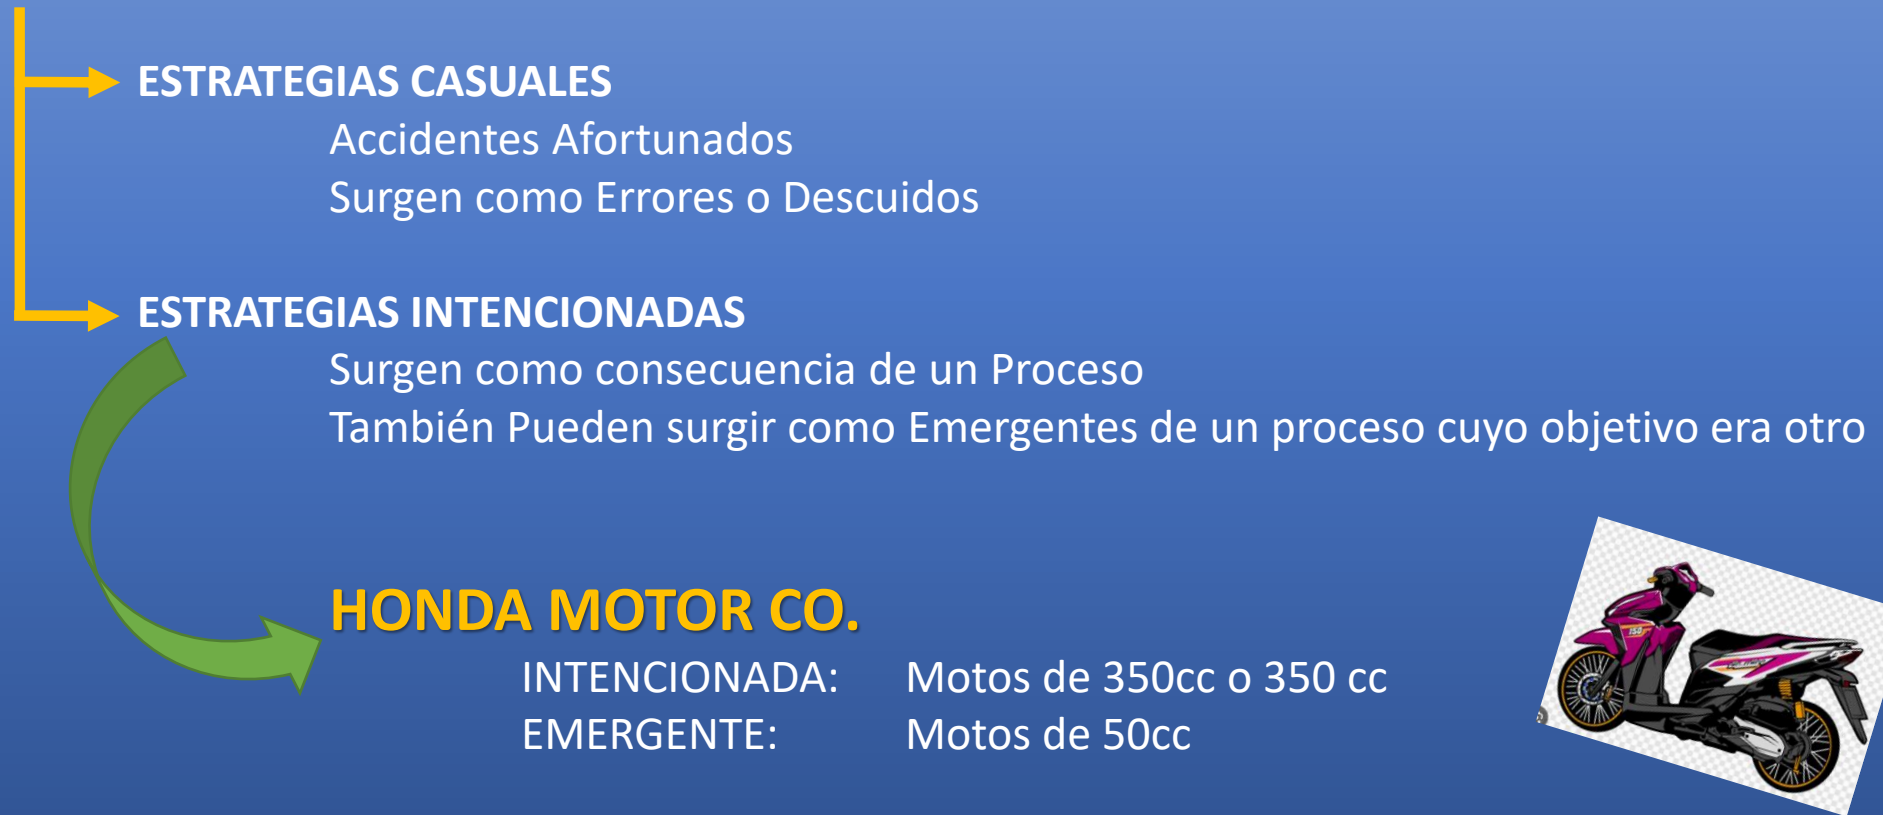 ESTRATEGIAS CASUALES
Accidentes Afortunados
Surgen como Errores o Descuidos
ESTRATEGIAS INTENCIONADAS
Surgen como consecuencia de un Proceso
También Pueden surgir como Emergentes de un proceso cuyo objetivo era otro
HONDA MOTOR CO.
INTENCIONADA: Motos de 350cc o 350 cc
EMERGENTE: Motos de 50cc
150